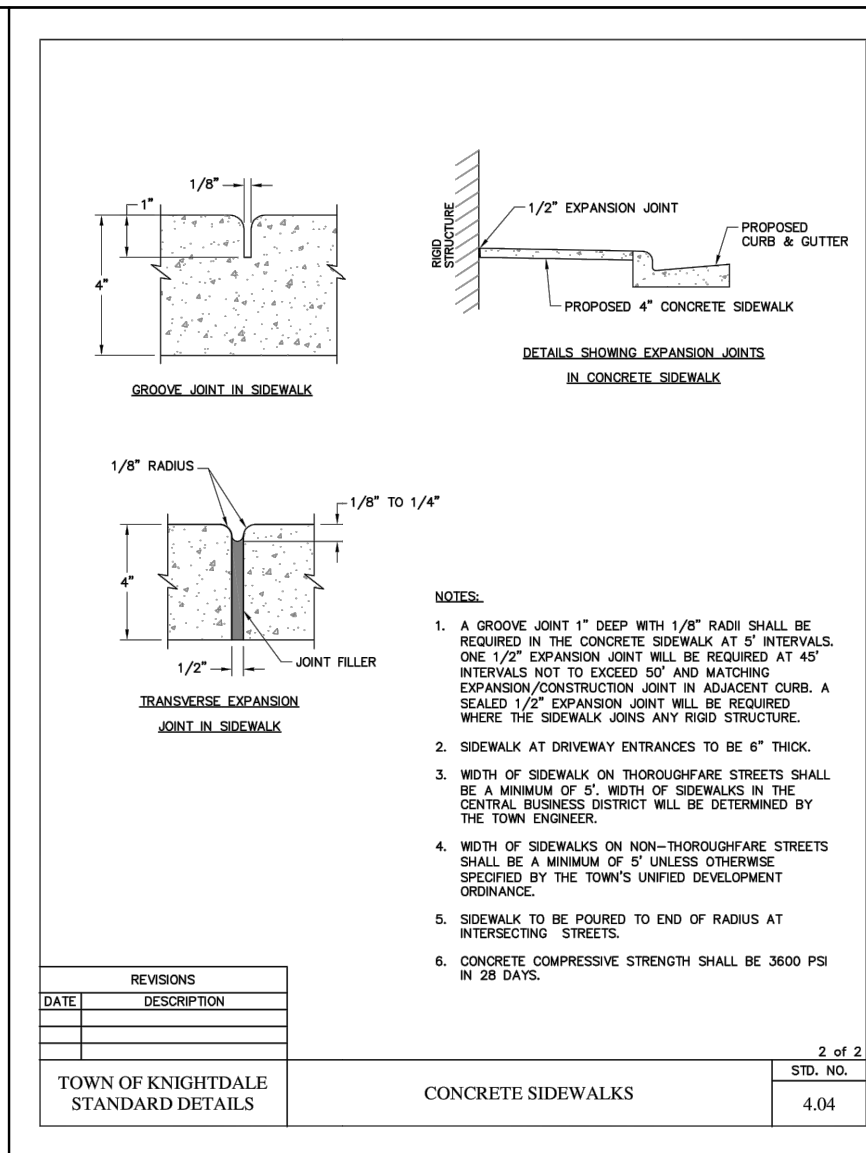 1/8"
1"
4"
GROOVE JOINT IN SIDEWALK
RIGID
STRUCTURE
1/2" EXPANSION JOINT
PROPOSED
CURB & GUTTER
PROPOSED 4" CONCRETE SIDEWALK
DETAILS SHOWING EXPANSION JOINTS
IN CONCRETE SIDEWALK
1/8" RADIUS
1/8" TO 1/4"
4"
1/2"
JOINT FILLER
TRANSVERSE EXPANSION
JOINT IN SIDEWALK
NOTES:
1. A GROOVE JOINT 1" DEEP WITH 1/8" RADII SHALL BE
REQUIRED IN THE CONCRETE SIDEWALK AT 5' INTERVALS.
ONE 1/2" EXPANSION JOINT WILL BE REQUIRED AT 45'
INTERVALS NOT TO EXCEED 50' AND MATCHING
EXPANSION/CONSTRUCTION JOINT IN ADJACENT CURB. A
SEALED 1/2" EXPANSION JOINT WILL BE REQUIRED
WHERE THE SIDEWALK JOINS ANY RIGID STRUCTURE.
2. SIDEWALK AT DRIVEWAY ENTRANCES TO BE 6" THICK.
3. WIDTH OF SIDEWALK ON THOROUGHFARE STREETS SHALL
BE A MINIMUM OF 5'. WIDTH OF SIDEWALKS IN THE
CENTRAL BUSINESS DISTRICT WILL BE DETERMINED BY
THE TOWN ENGINEER.
4. WIDTH OF SIDEWALKS ON NON-THOROUGHFARE STREETS
SHALL BE A MINIMUM OF 5' UNLESS OTHERWISE
SPECIFIED BY THE TOWN'S UNIFIED DEVELOPMENT
ORDINANCE.
5. SIDEWALK TO BE POURED TO END OF RADIUS AT
INTERSECTING STREETS.
6. CONCRETE COMPRESSIVE STRENGTH SHALL BE 3600 PSI
IN 28 DAYS.
REVISIONS
DATE DESCRIPTION
2 of 2
TOWN OF KNIGHTDALE
STANDARD DETAILS
CONCRETE SIDEWALKS
STD. NO.
4.04